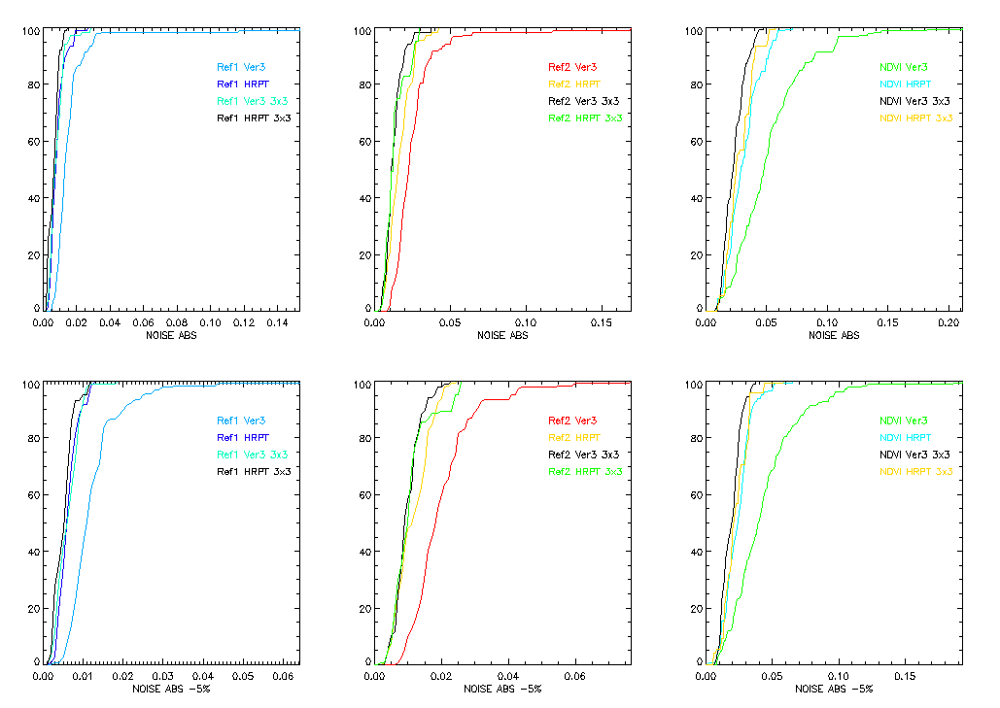 100
80
60
40
20
0
0.00 0.02 0.04 0.06 0.08 0.10 0.12 0.14
NOISE ABS
Ref1 Ver3
Ref1 HRPT
Ref1 Ver3 3x3
Ref1 HRPT 3x3
100
80
60
40
20
0
0.00 0.05 0.10 0.15
NOISE ABS
Ref2 Ver3
Ref2 HRPT
Ref2 Ver3 3x3
Ref2 HRPT 3x3
100
80
60
40
20
0
0.00 0.05 0.10 0.15 0.20
NOISE ABS
NDVI Ver3
NDVI HRPT
NDVI Ver3 3x3
NDVI HRPT 3x3
100
80
60
40
20
0
0.00 0.01 0.02 0.03 0.04 0.05 0.06
NOISE ABS -5%
Ref1 Ver3
Ref1 HRPT
Ref1 Ver3 3x3
Ref1 HRPT 3x3
100
80
60
40
20
0
0.00 0.02 0.04 0.06
NOISE ABS -5%
Ref2 Ver3
Ref2 HRPT
Ref2 Ver3 3x3
Ref2 HRPT 3x3
100
80
60
40
20
0
0.00 0.05 0.10 0.15
NOISE ABS -5%
NDVI Ver3
NDVI HRPT
NDVI Ver3 3x3
NDVI HRPT 3x3